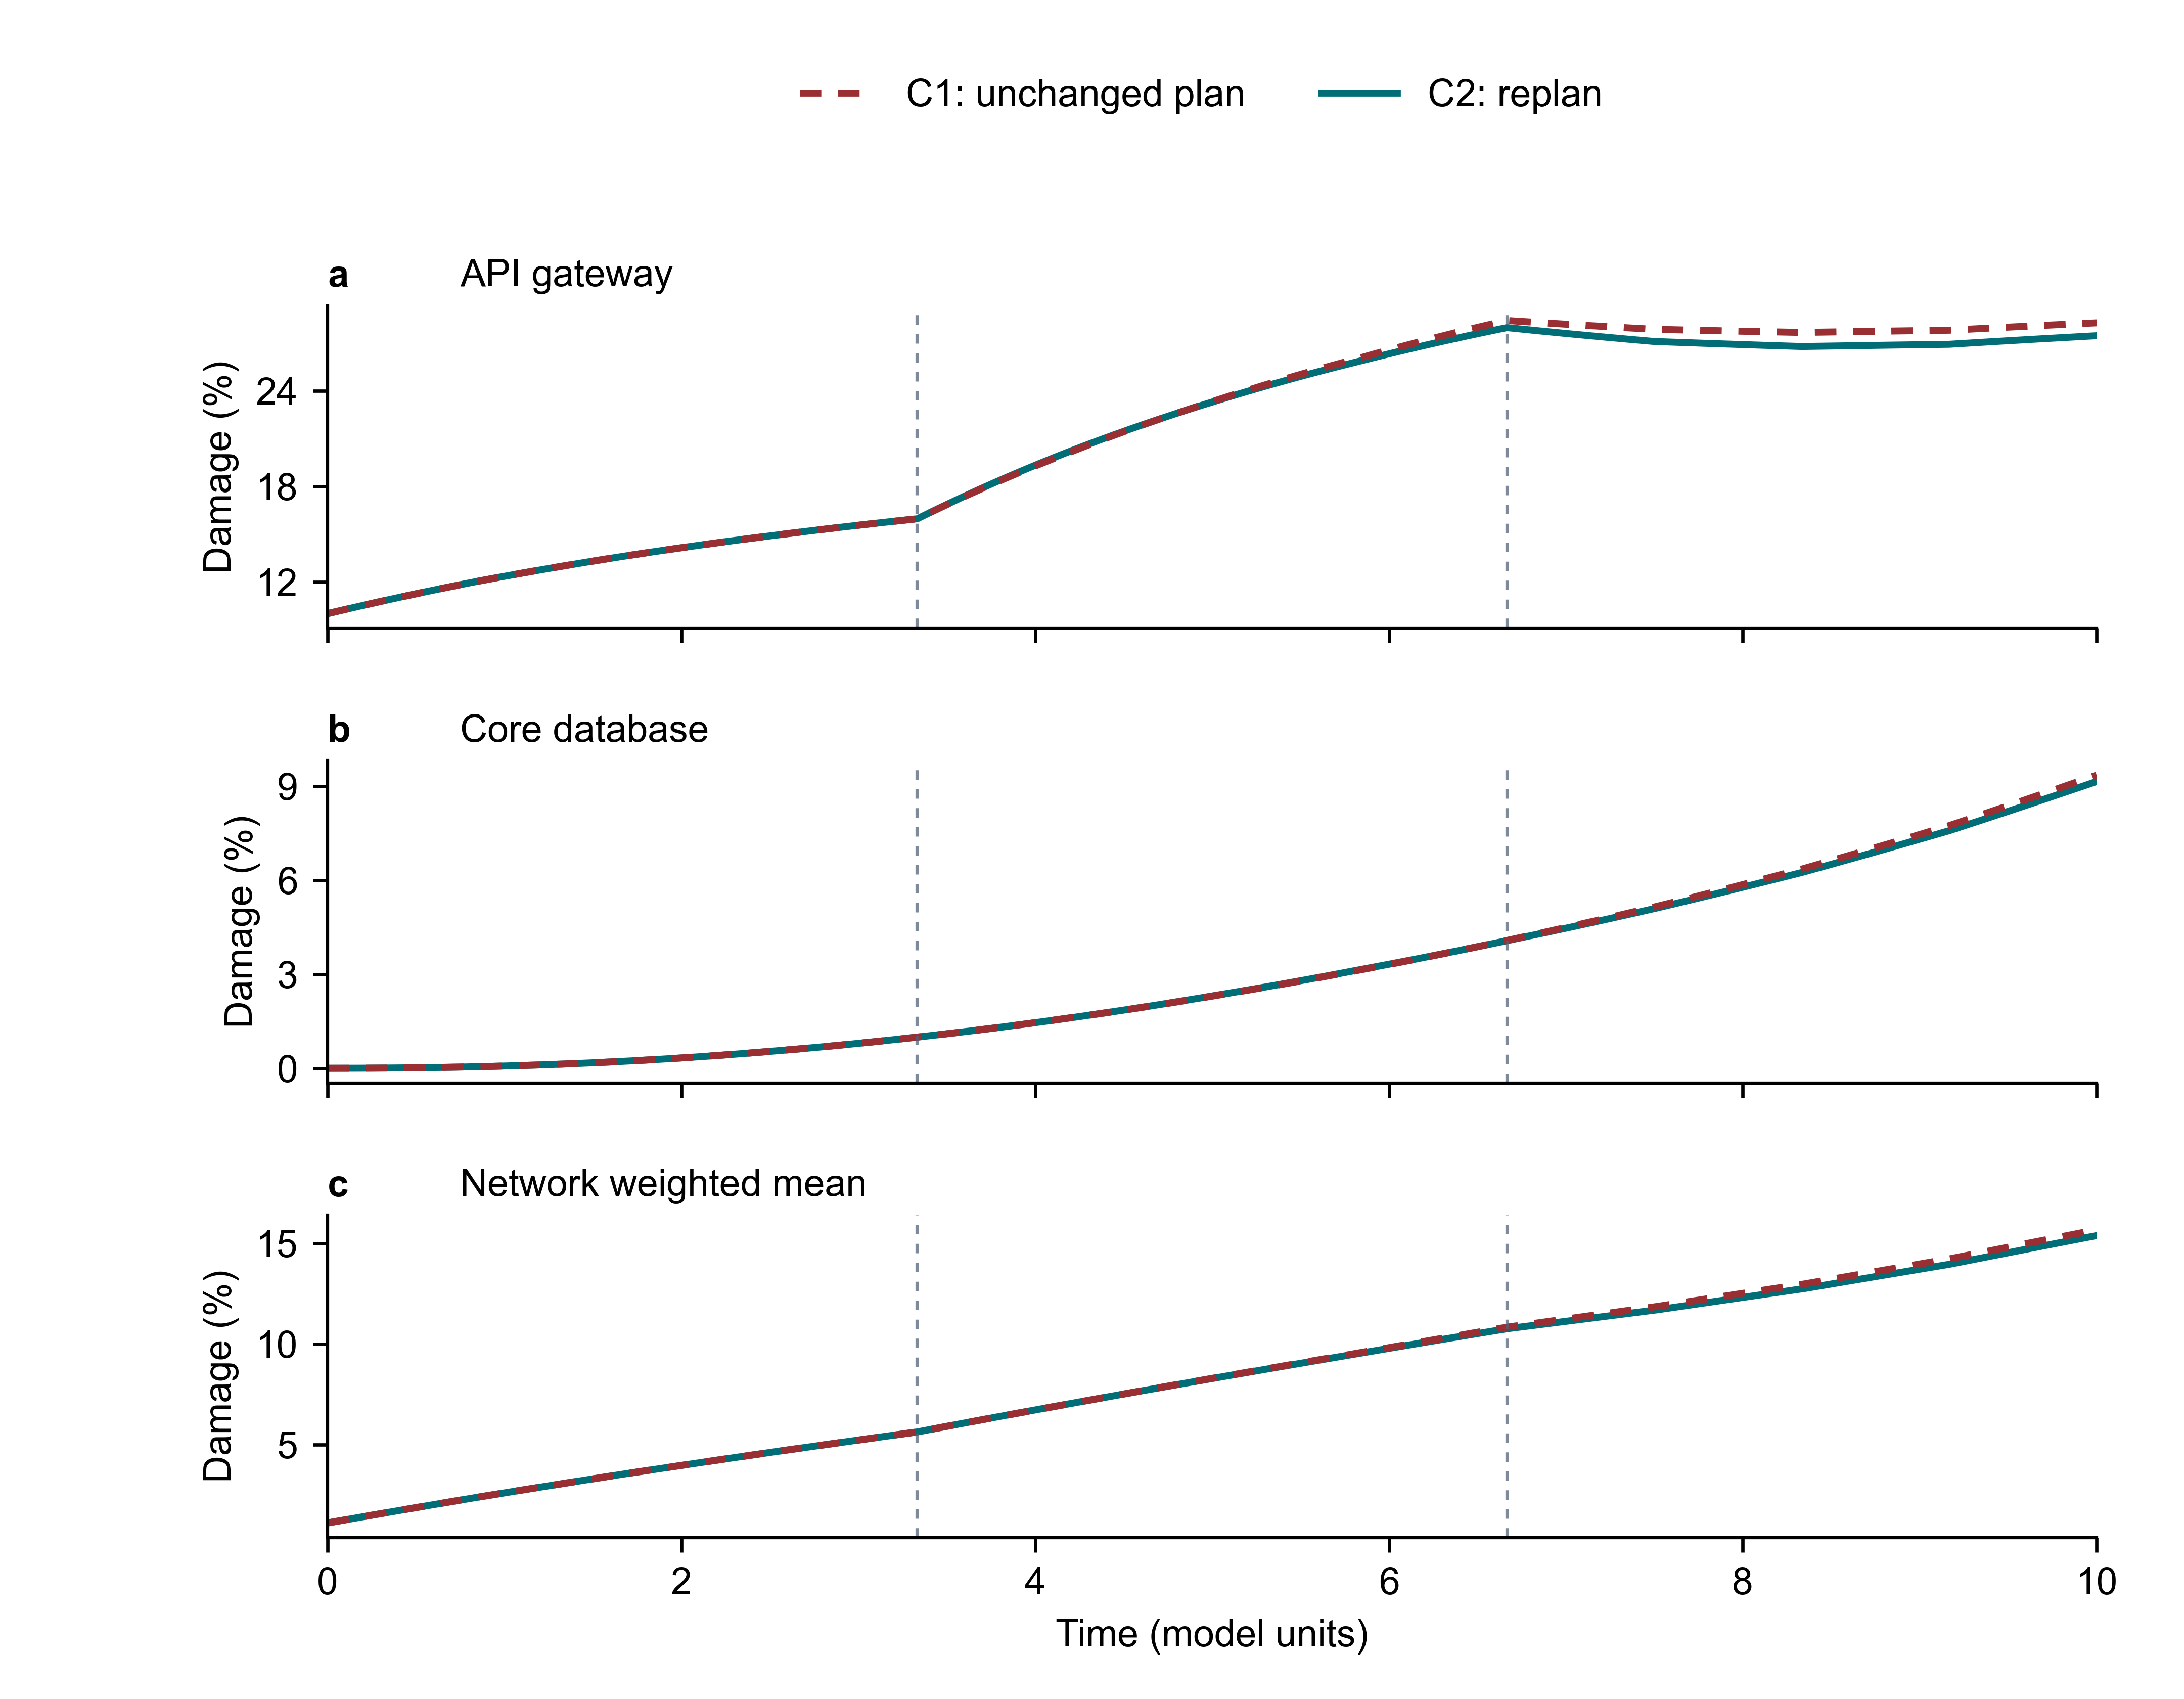 C1: unchanged plan C2: replan
a API gateway
Damage (%)
24
18
12
b Core database
Damage (%)
9
6
3
0
c Network weighted mean
Damage (%)
15
10
5
0 2 4 6 8 10
Time (model units)